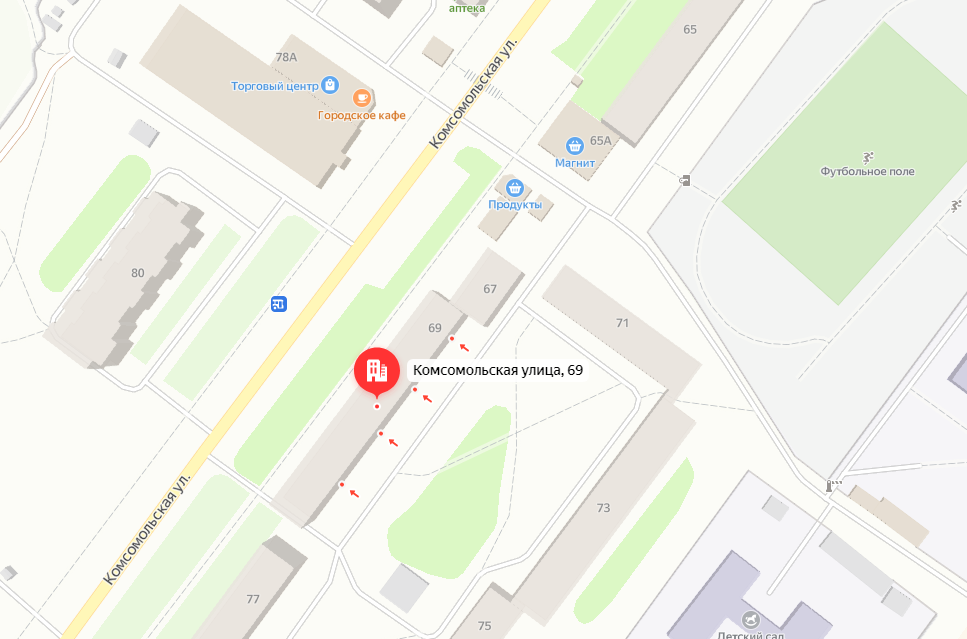 аптека
65
78А
Торговый центр
Городское кафе
Комсомольская ул.
65А
Магнит
Футбольное поле
Продукты
80
67
69
71
Комсомольская улица, 69
Комсомольская ул.
73
77
75
Детский сад